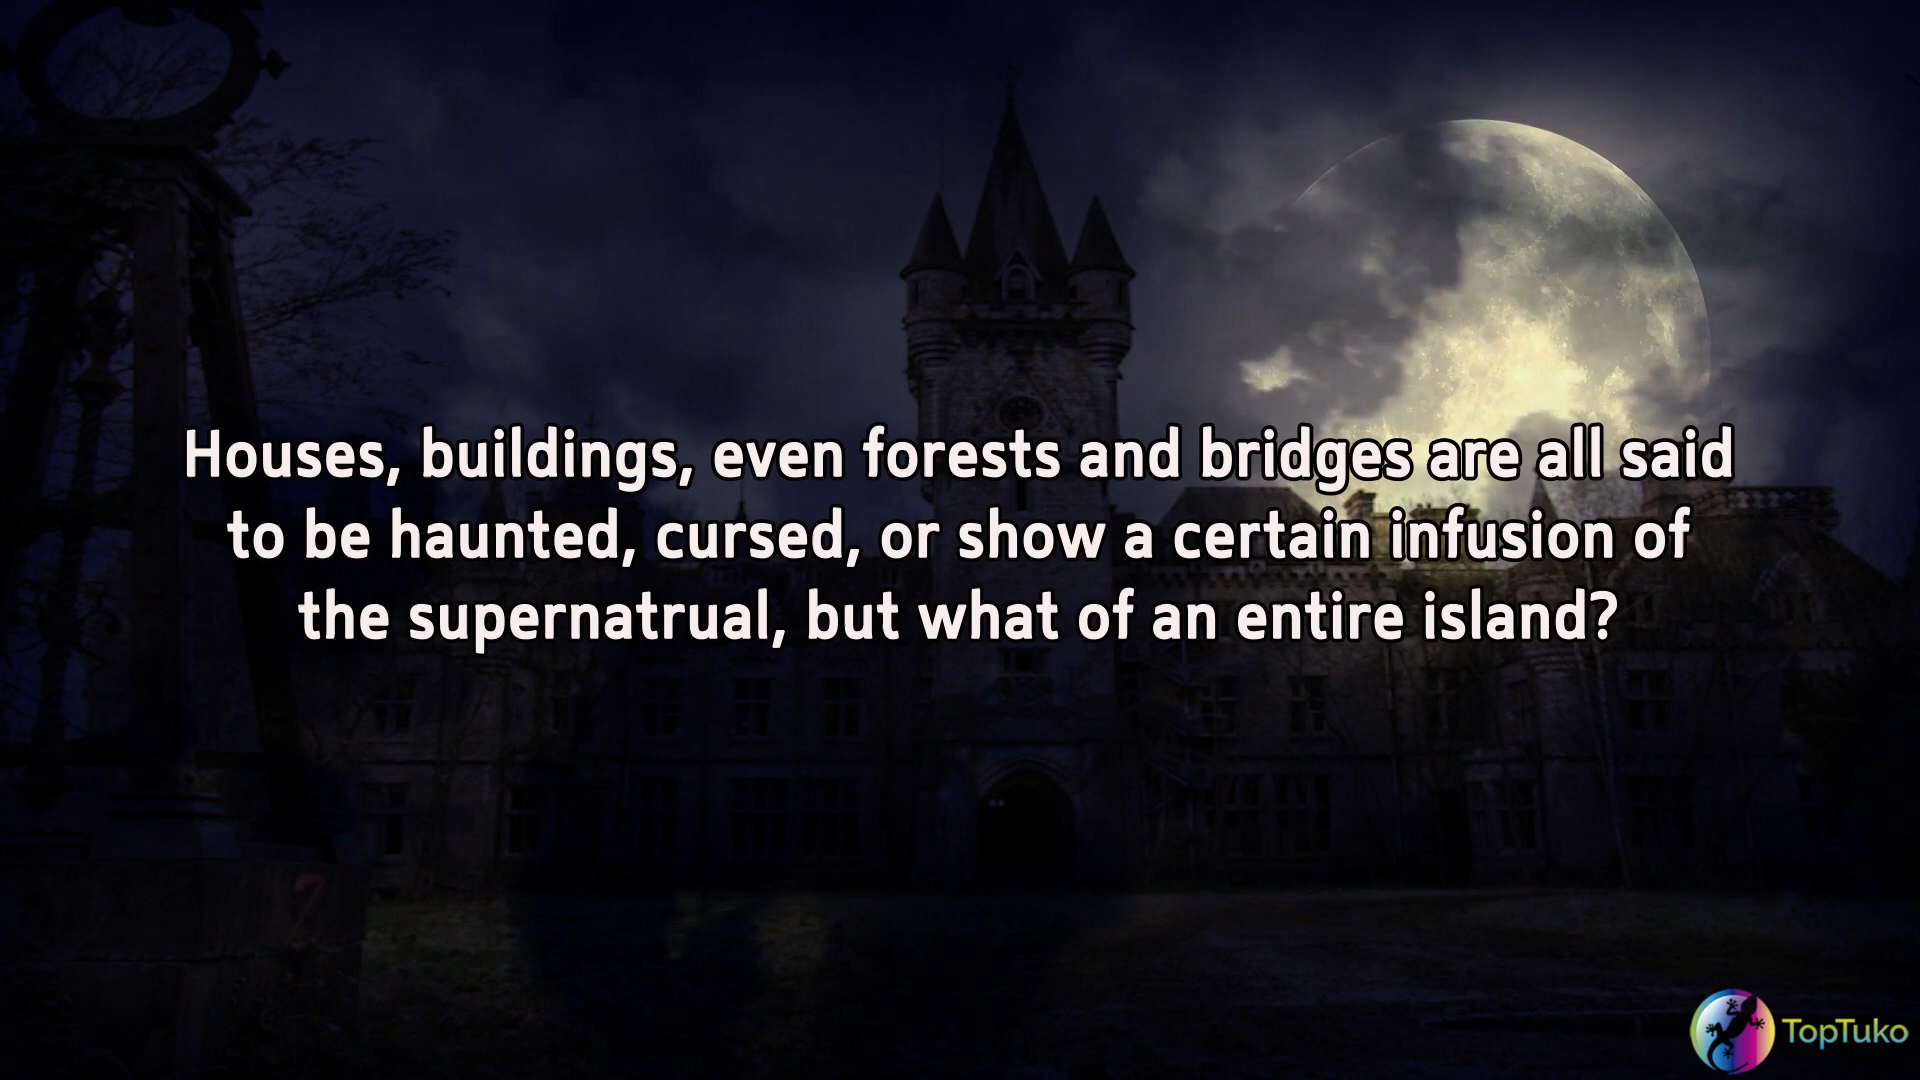 Houses, buildings, even forests and bridges are all said
to be haunted, cursed, or show a certain infusion of
the supernatrual, but what of an entire island?
TopTuko